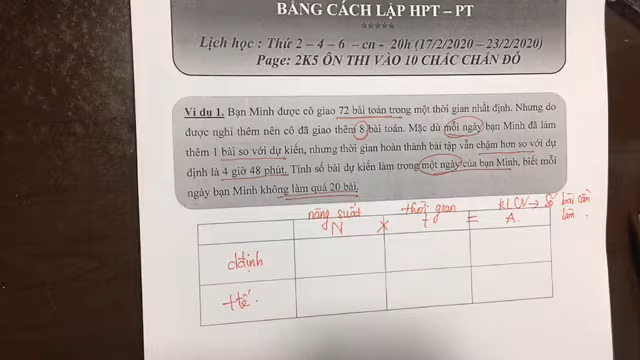 BẰNG CÁCH LẬP HPT – PT
*****
Lịch học : Thứ 2 – 4 – 6 – cn - 20h (17/2/2020 – 23/2/2020)
Page: 2K5 ÔN THI VÀO 10 CHẮC CHẮN ĐỖ
Ví dụ 1. Bạn Minh được cô giao 72 bài toán trong một thời gian nhất định. Nhưng do
được nghỉ thêm nên cô đã giao thêm 8 bài toán. Mặc dù mỗi ngày bạn Minh đã làm
thêm 1 bài so với dự kiến, nhưng thời gian hoàn thành bài tập vẫn chậm hơn so với dự
định là 4 giờ 48 phút. Tính số bài dự kiến làm trong một ngày của bạn Minh, biết mỗi
ngày bạn Minh không làm quá 20 bài.
năng suất thời gian KLCV → số bài cần làm.
N × t = A.
dđịnh
ttế.